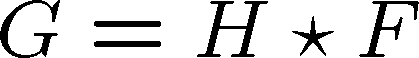 G = H ⋆ F